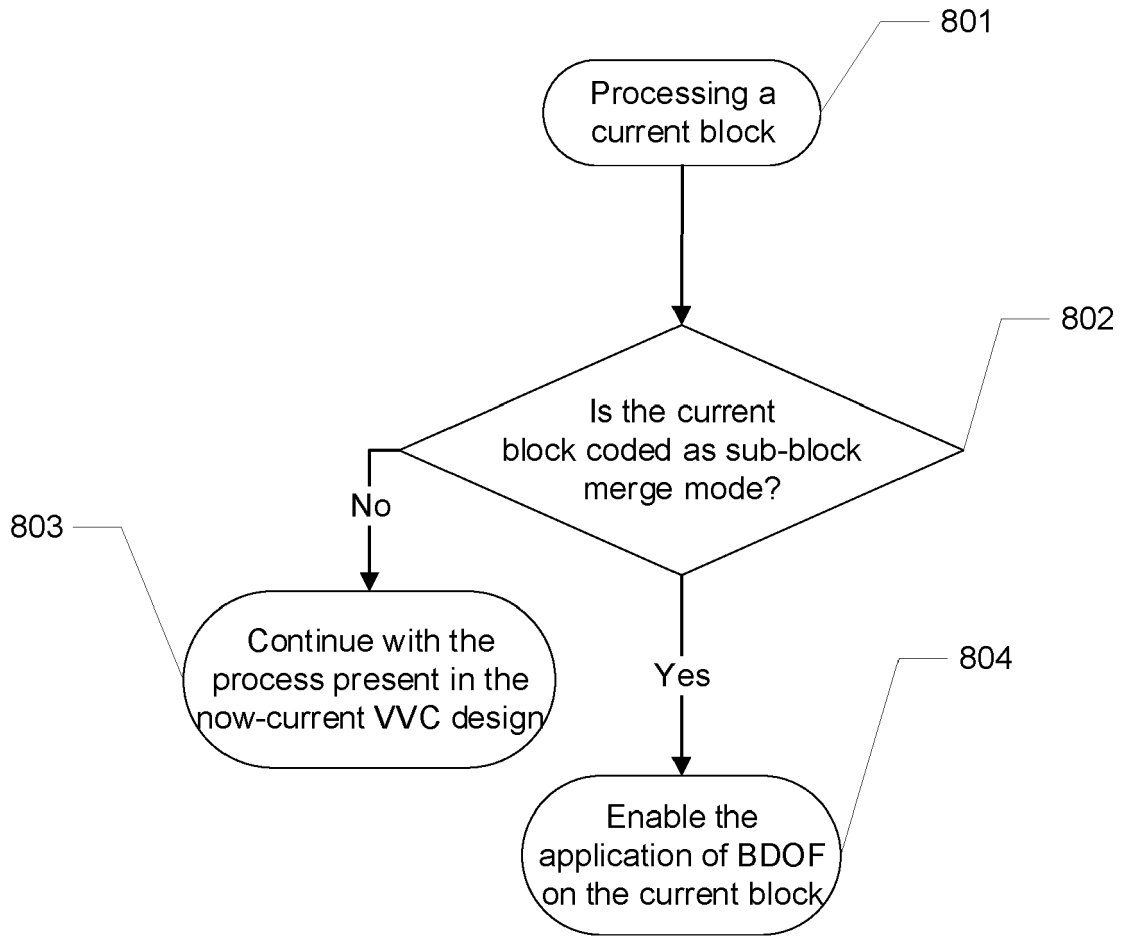 801
Processing a
current block
802
Is the current
block coded as sub-block
merge mode?
No
803
Continue with the
process present in the
now-current VVC design
Yes
804
Enable the
application of BDOF
on the current block